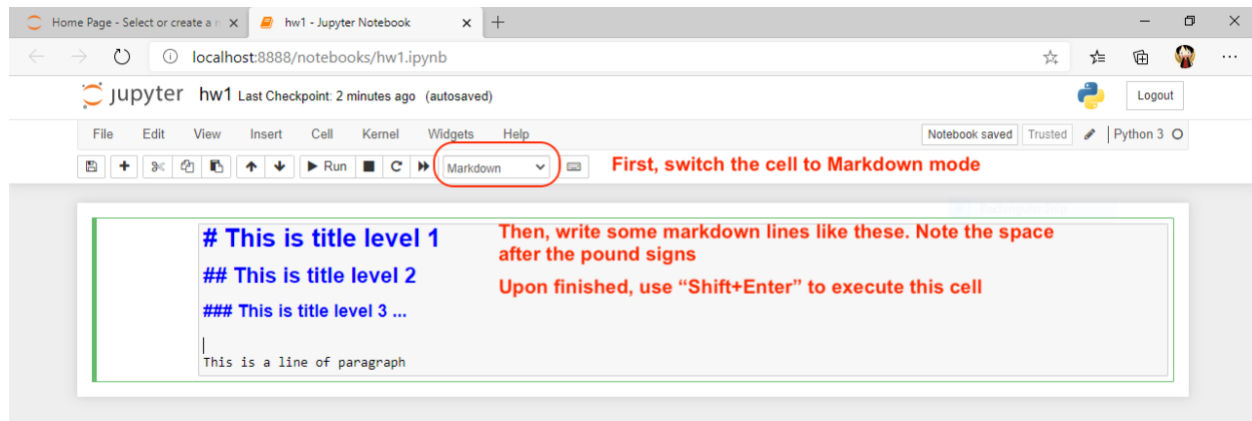 Home Page - Select or create a n
hw1 - Jupyter Notebook
localhost:8888/notebooks/hw1.ipynb
jupyter hw1 Last Checkpoint: 2 minutes ago (autosaved)
Logout
File Edit View Insert Cell Kernel Widgets Help
Notebook saved Trusted Python 3
Run Markdown
First, switch the cell to Markdown mode
# This is title level 1
## This is title level 2
### This is title level 3 ...
This is a line of paragraph
Then, write some markdown lines like these. Note the space
after the pound signs
Upon finished, use “Shift+Enter” to execute this cell